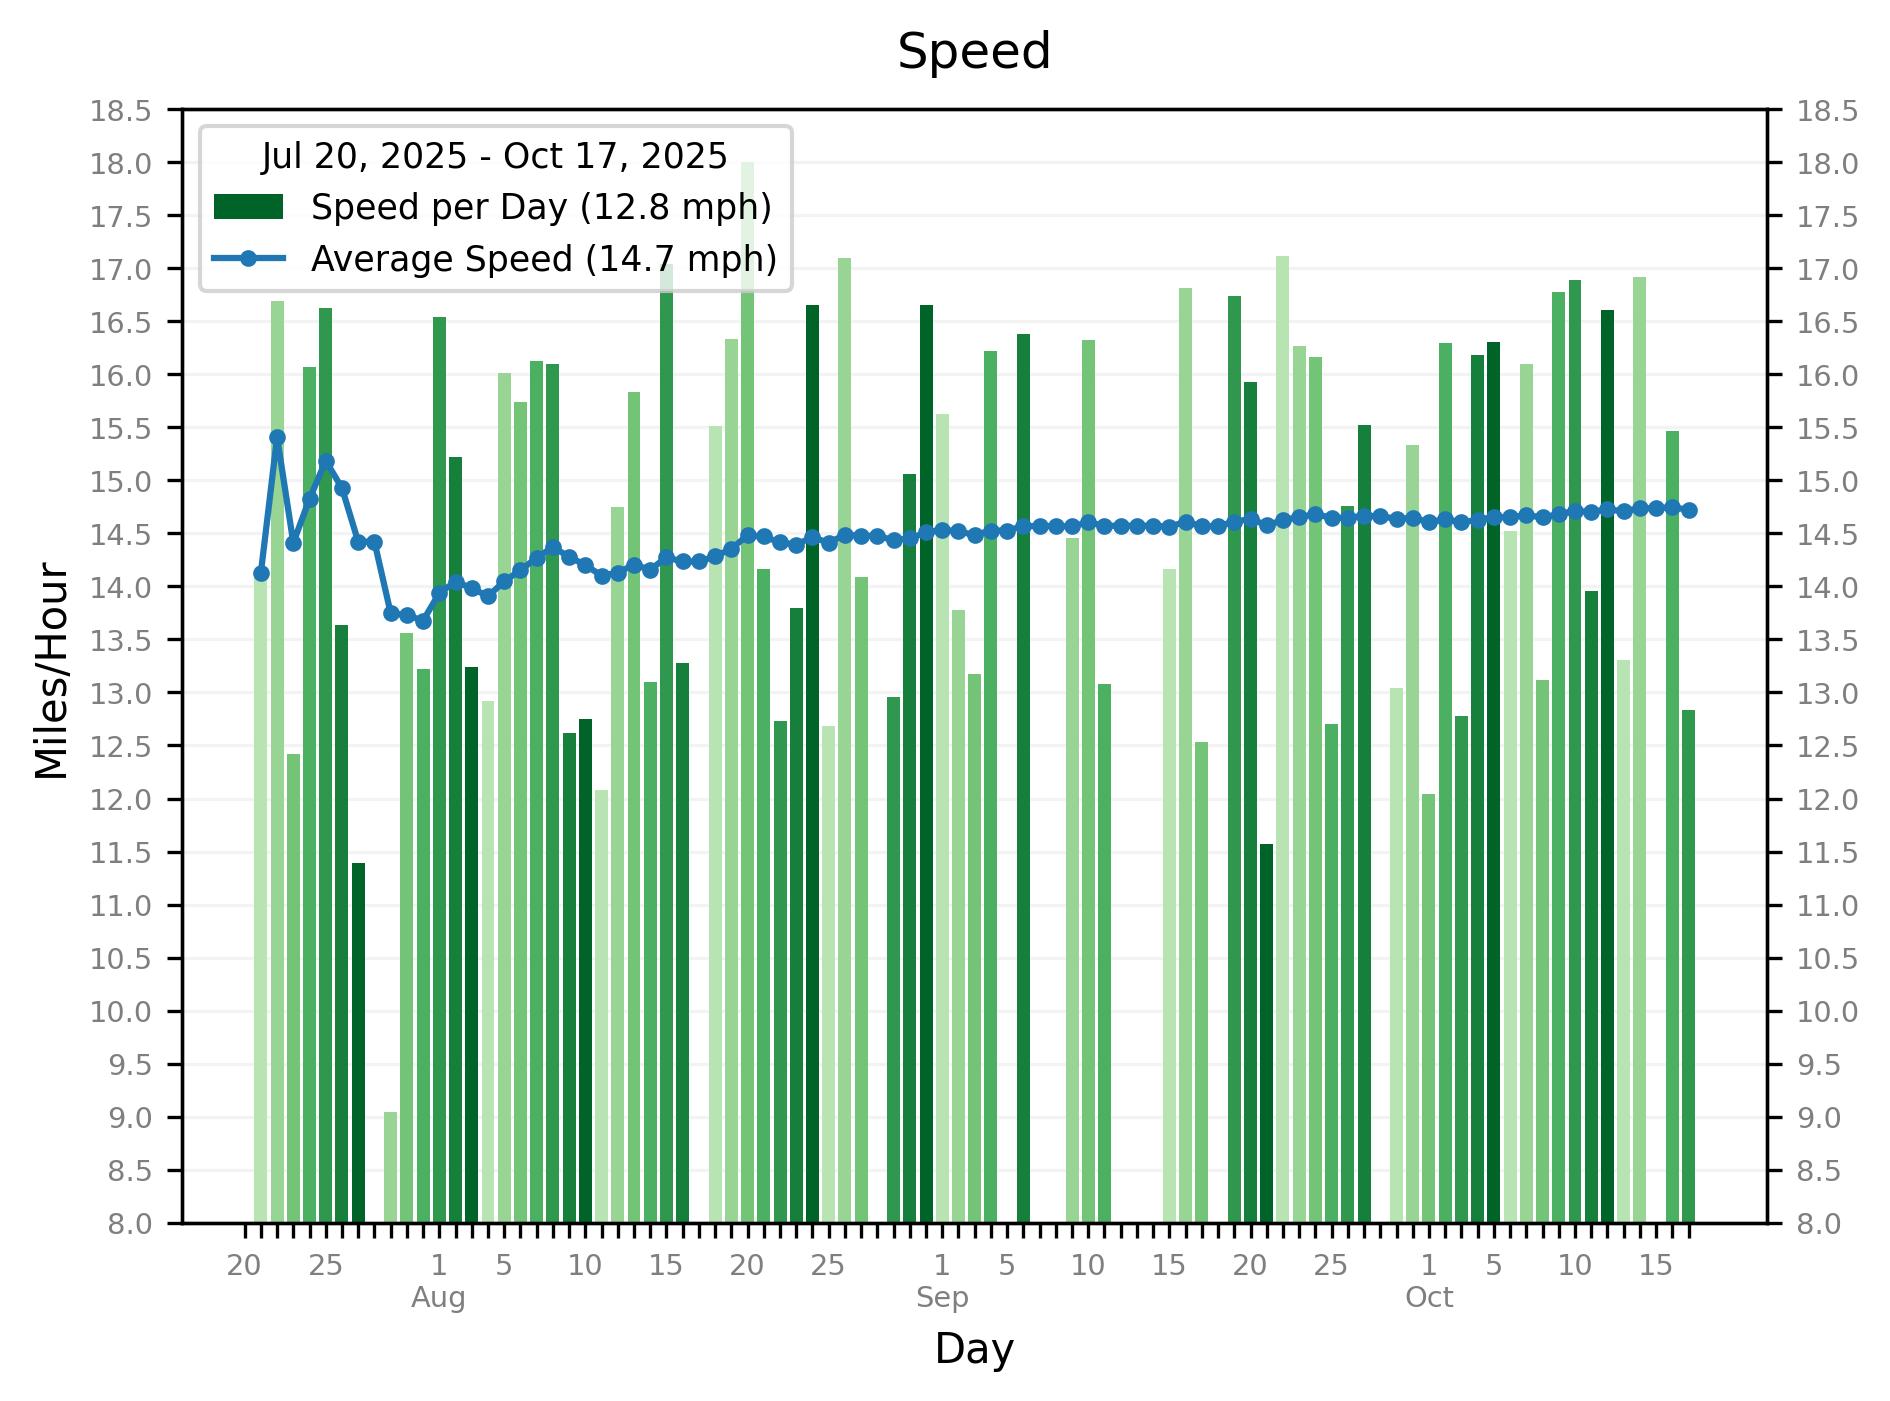 Speed
Jul 20, 2025 - Oct 17, 2025
Speed per Day (12.8 mph)
Average Speed (14.7 mph)
18.5 18.5
18.0 18.0
17.5 17.5
17.0 17.0
16.5 16.5
16.0 16.0
15.5 15.5
15.0 15.0
14.5 14.5
14.0 14.0
13.5 13.5
13.0 13.0
12.5 12.5
12.0 12.0
11.5 11.5
11.0 11.0
10.5 10.5
10.0 10.0
9.5 9.5
9.0 9.0
8.5 8.5
8.0 8.0
Miles/Hour
20 25 1 5 10 15 20 25 1 5 10 15 20 25 1 5 10 15
Aug Sep Oct
Day